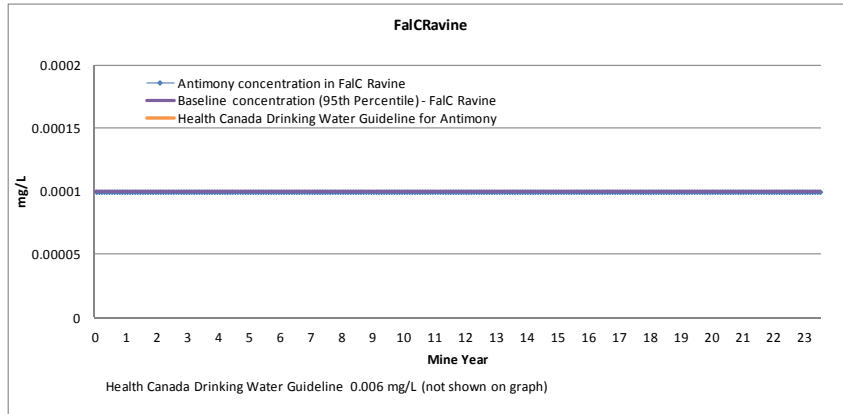 FalCRavine
0.0002
Antimony concentration in FalC Ravine
Baseline concentration (95th Percentile) - FalC Ravine
Health Canada Drinking Water Guideline for Antimony
0.00015
mg/L
0.0001
0.00005
0
0 1 2 3 4 5 6 7 8 9 10 11 12 13 14 15 16 17 18 19 20 21 22 23
Mine Year
Health Canada Drinking Water Guideline 0.006 mg/L (not shown on graph)